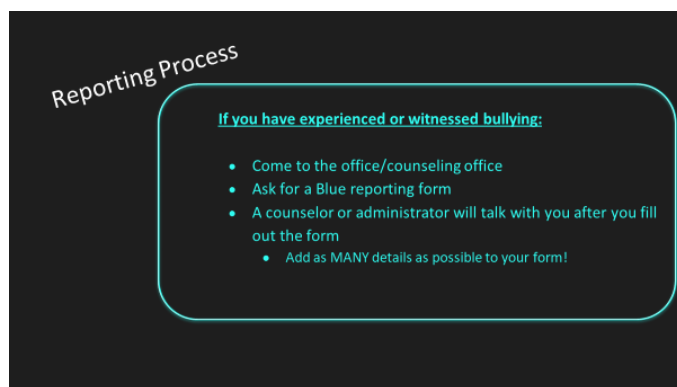 Reporting Process
If you have experienced or witnessed bullying:
• Come to the office/counseling office
• Ask for a Blue reporting form
• A counselor or administrator will talk with you after you fill
out the form
• Add as MANY details as possible to your form!